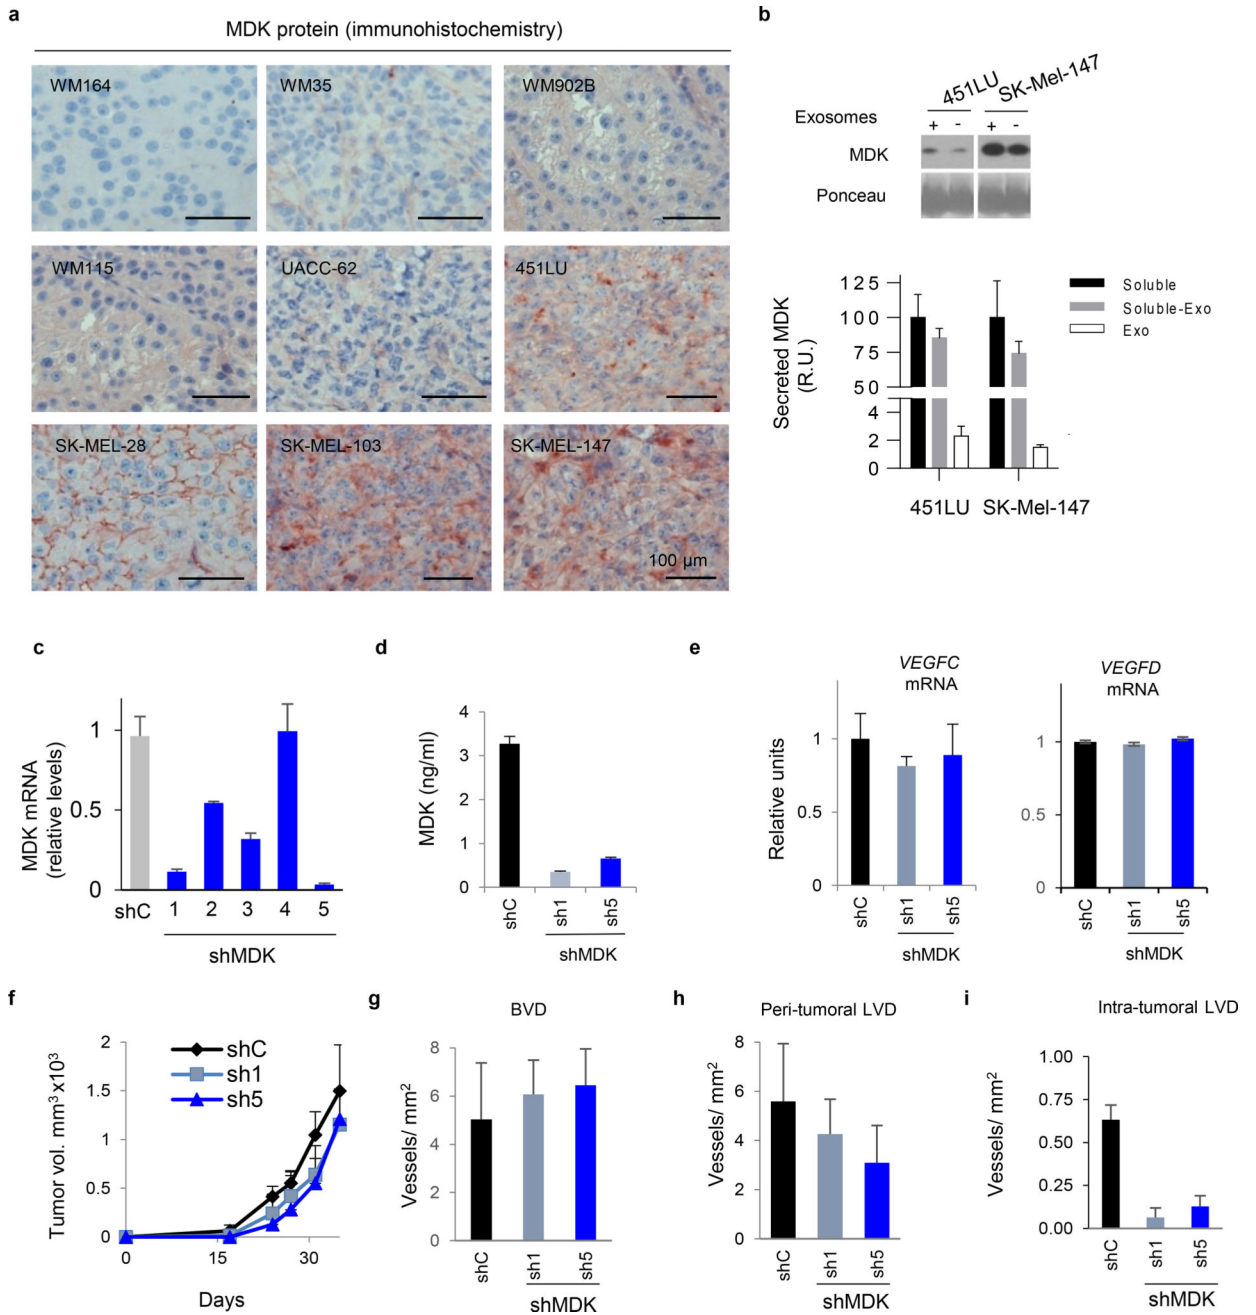 a
MDK protein (immunohistochemistry)
WM164
WM35
WM902B
WM115
UACC-62
451LU
SK-MEL-28
SK-MEL-103
SK-MEL-147
100 µm
b
451LU
SK-Mel-147
Exosomes
+ - + -
MDK
Ponceau
Secreted MDK
(R.U.)
125
100
75
50
4
2
0
451LU SK-Mel-147
Soluble
Soluble-Exo
Exo
c
MDK mRNA
(relative levels)
1
0.5
0
shC 1 2 3 4 5
shMDK
d
MDK (ng/ml)
4
3
2
1
0
shC sh1 sh5
shMDK
e
VEGFC
mRNA
Relative units
1
0.5
0
shC sh1 sh5
shMDK
VEGFD
mRNA
1
0.5
0
shC sh1 sh5
shMDK
f
Tumor vol. mm³ x10³
2
1.5
1
0.5
0
0 15 30
Days
shC
sh1
sh5
g
BVD
Vessels/ mm²
8
6
4
2
0
shC sh1 sh5
shMDK
h
Peri-tumoral LVD
Vessels/ mm²
8
6
4
2
0
shC sh1 sh5
shMDK
i
Intra-tumoral LVD
Vessels/ mm²
1.00
0.75
0.50
0.25
0.00
shC sh1 sh5
shMDK